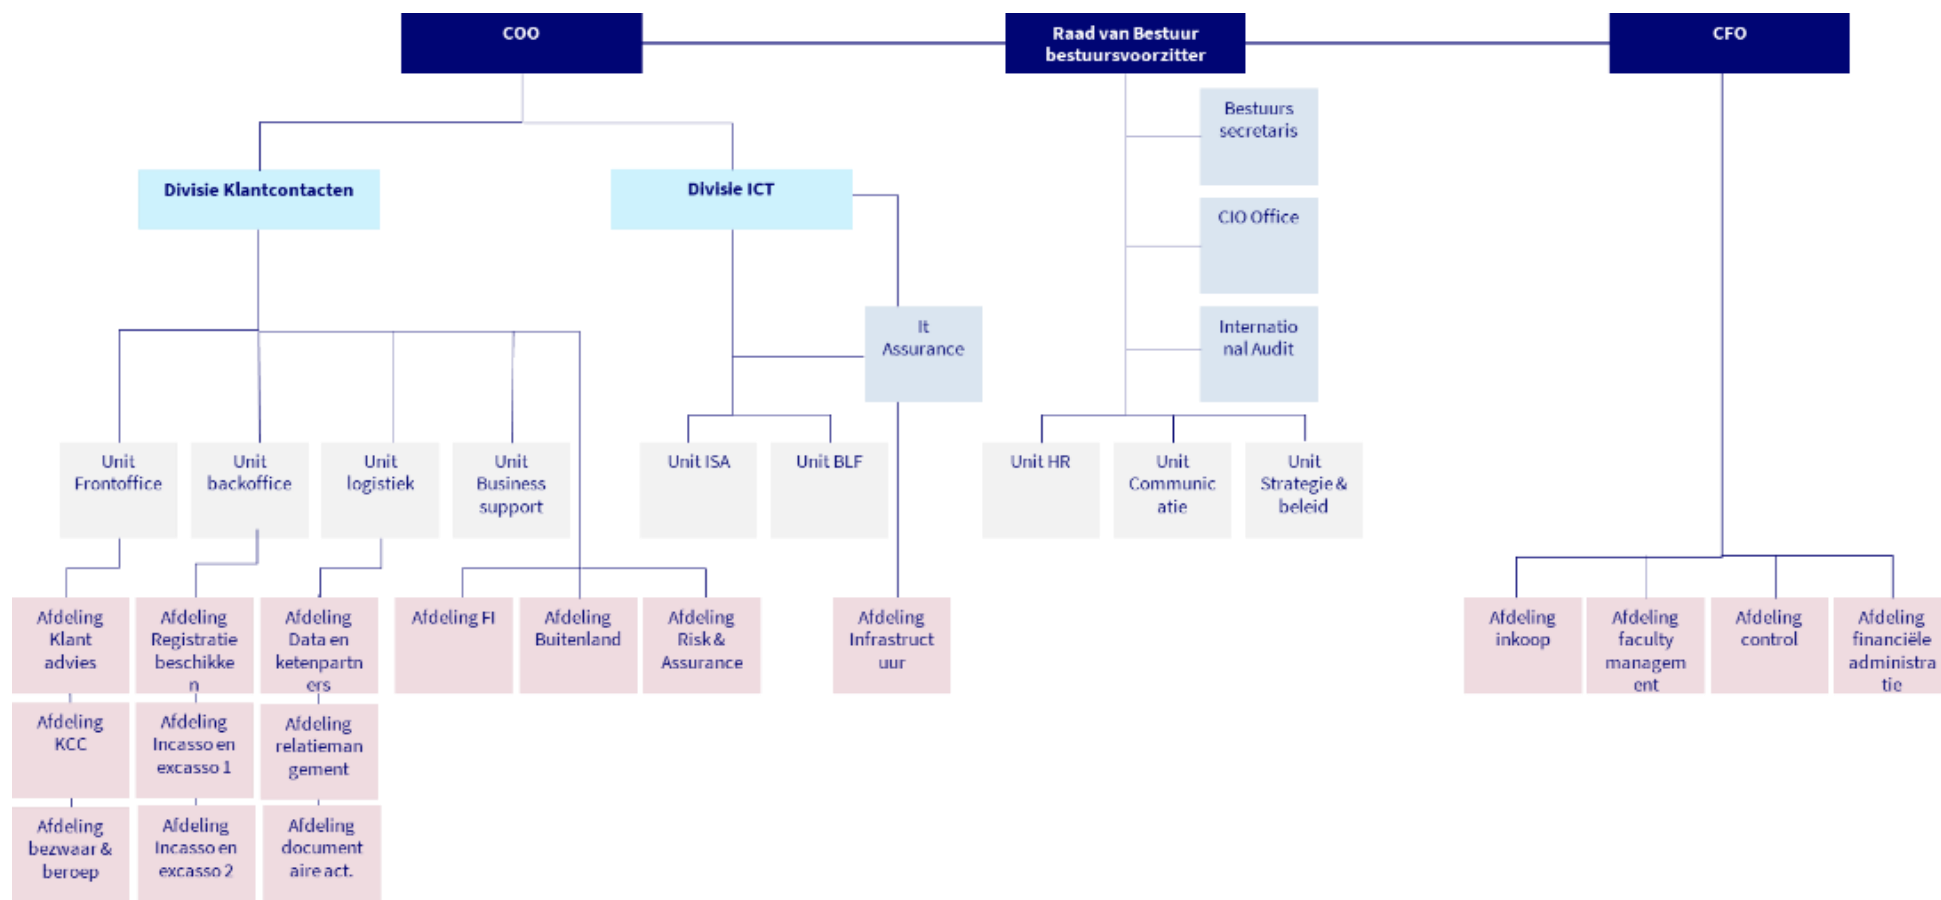 COO
Raad van Bestuur
bestuursvoorzitter
CFO
Bestuurs
secretaris
CIO Office
Internatio
nal Audit
Divisie Klantcontacten
Divisie ICT
It
Assurance
Unit
Frontoffice
Unit
backoffice
Unit
logistiek
Unit
Business
support
Unit ISA
Unit BLF
Unit HR
Unit
Communic
atie
Unit
Strategie &
beleid
Afdeling
Klant
advies
Afdeling
Registratie
beschikke
n
Afdeling
Data en
ketenpartn
ers
Afdeling FI
Afdeling
Buitenland
Afdeling
Risk &
Assurance
Afdeling
Infrastruct
uur
Afdeling
inkoop
Afdeling
faculty
managem
ent
Afdeling
control
Afdeling
financiële
administra
tie
Afdeling
KCC
Afdeling
Incasso en
excasso 1
Afdeling
relatieman
gement
Afdeling
bezwaar &
beroep
Afdeling
Incasso en
excasso 2
Afdeling
document
aire act.